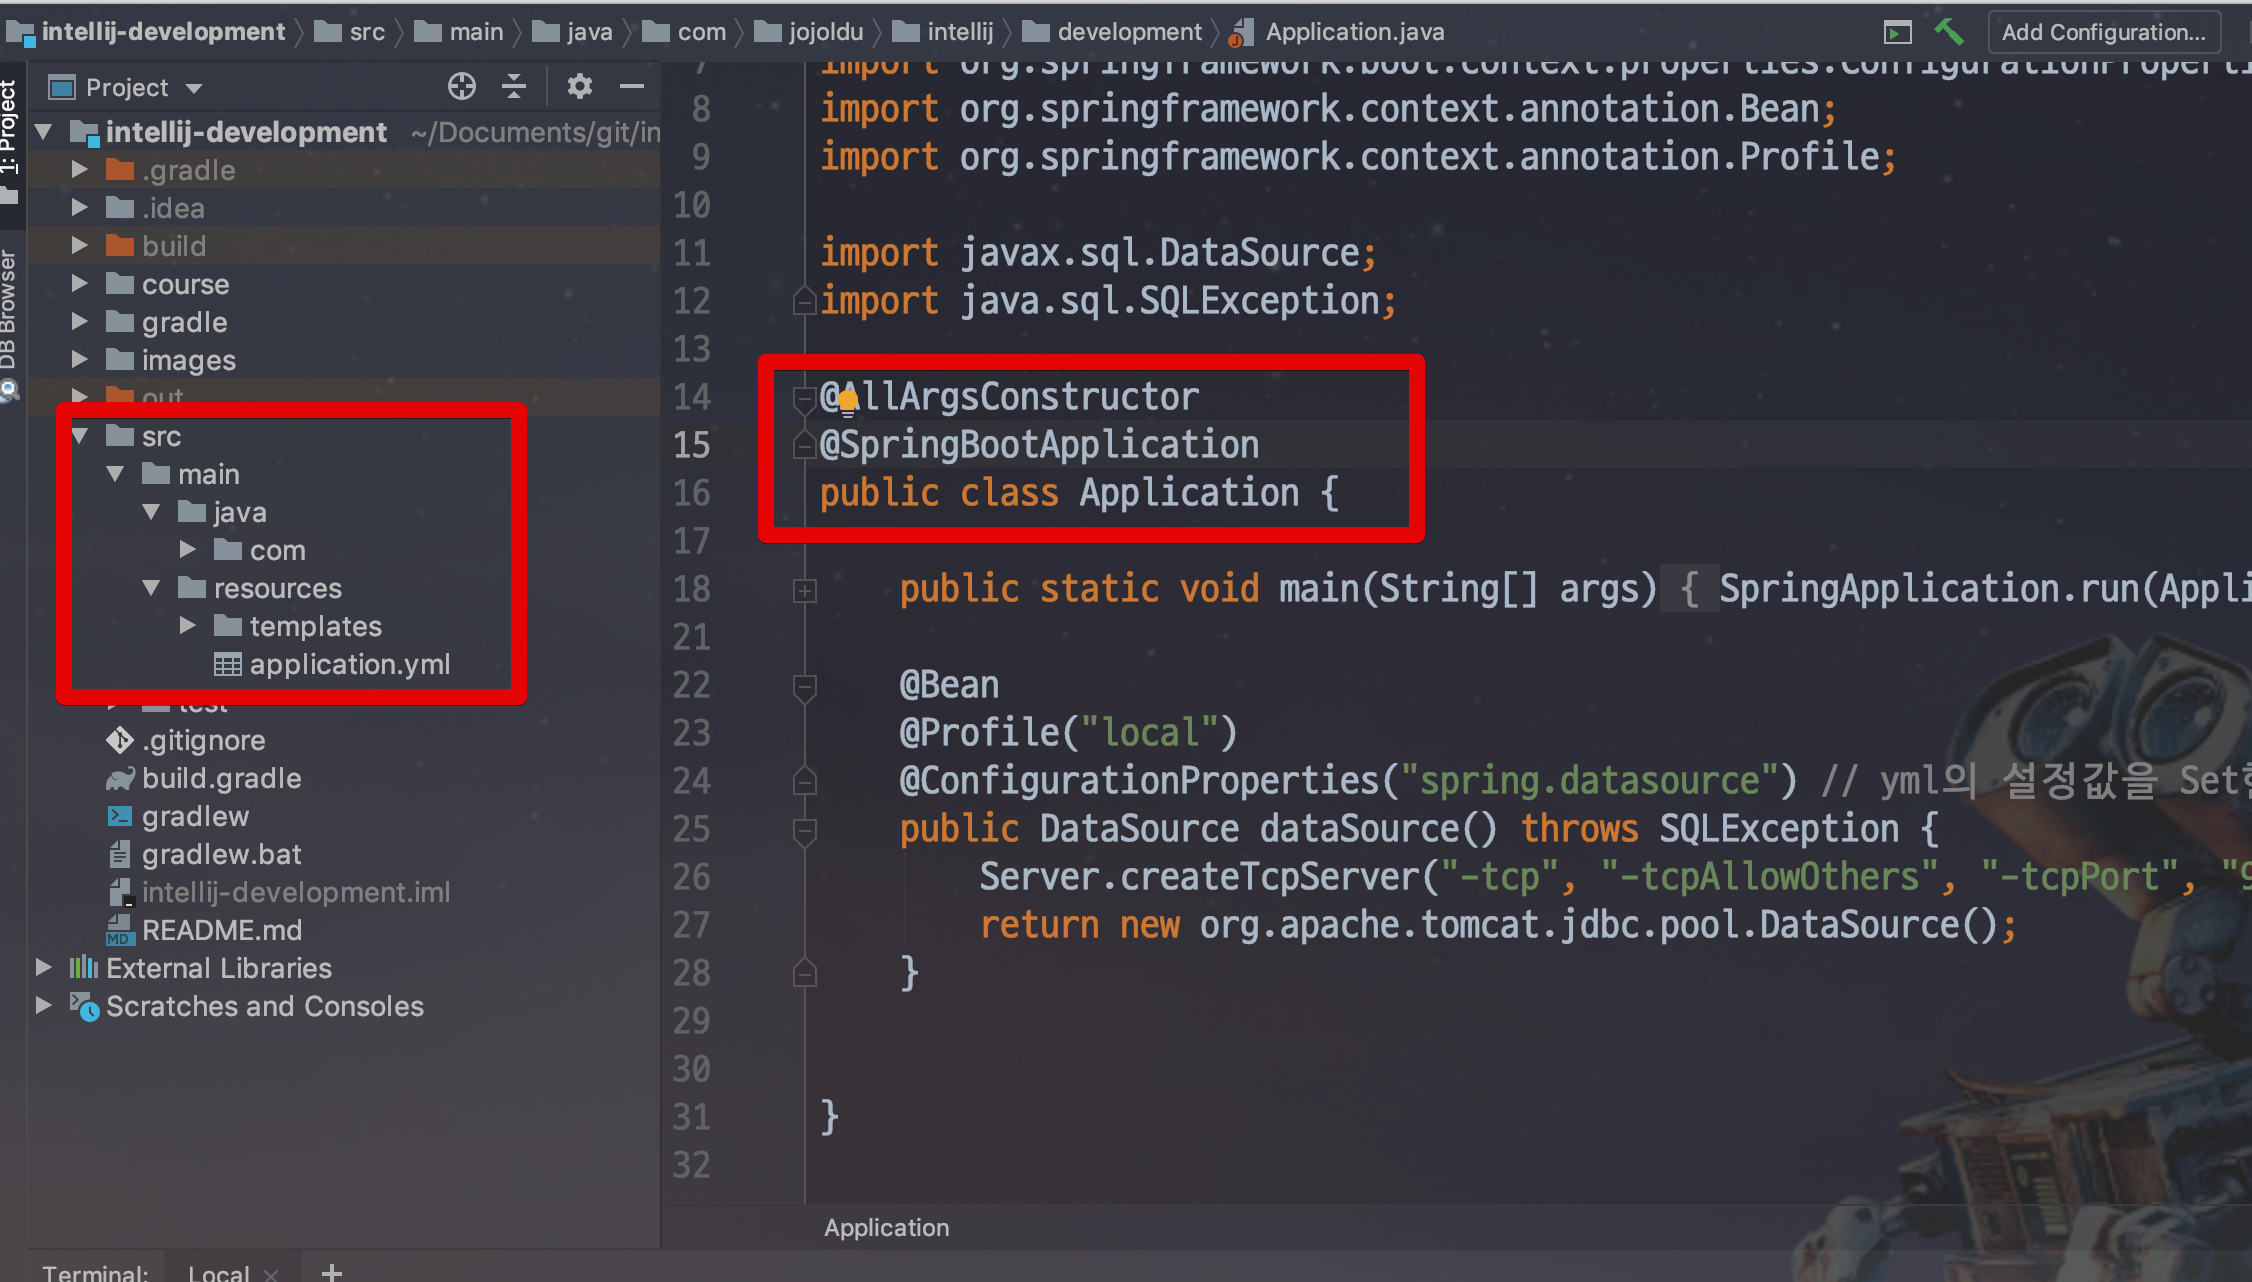 intellij-development src main java com jojoldu intellij development Application.java Add Configuration...
1: Project
DB Browser
Project
intellij-development ~/Documents/git/in
.gradle
.idea
build
course
gradle
images
out
src
main
java
com
resources
templates
application.yml
test
.gitignore
build.gradle
gradlew
gradlew.bat
intellij-development.iml
README.md
External Libraries
Scratches and Consoles
7 import org.springframework.boot.context.properties.ConfigurationProperti
8 import org.springframework.context.annotation.Bean;
9 import org.springframework.context.annotation.Profile;
10
11 import javax.sql.DataSource;
12 import java.sql.SQLException;
13
14 @AllArgsConstructor
15 @SpringBootApplication
16 public class Application {
17
18 public static void main(String[] args) { SpringApplication.run(Appli
21
22 @Bean
23 @Profile("local")
24 @ConfigurationProperties("spring.datasource") // yml의 설정값을 Set
25 public DataSource dataSource() throws SQLException {
26 Server.createTcpServer("-tcp", "-tcpAllowOthers", "-tcpPort", "9
27 return new org.apache.tomcat.jdbc.pool.DataSource();
28 }
29
30
31 }
32
Application
Terminal: Local × +